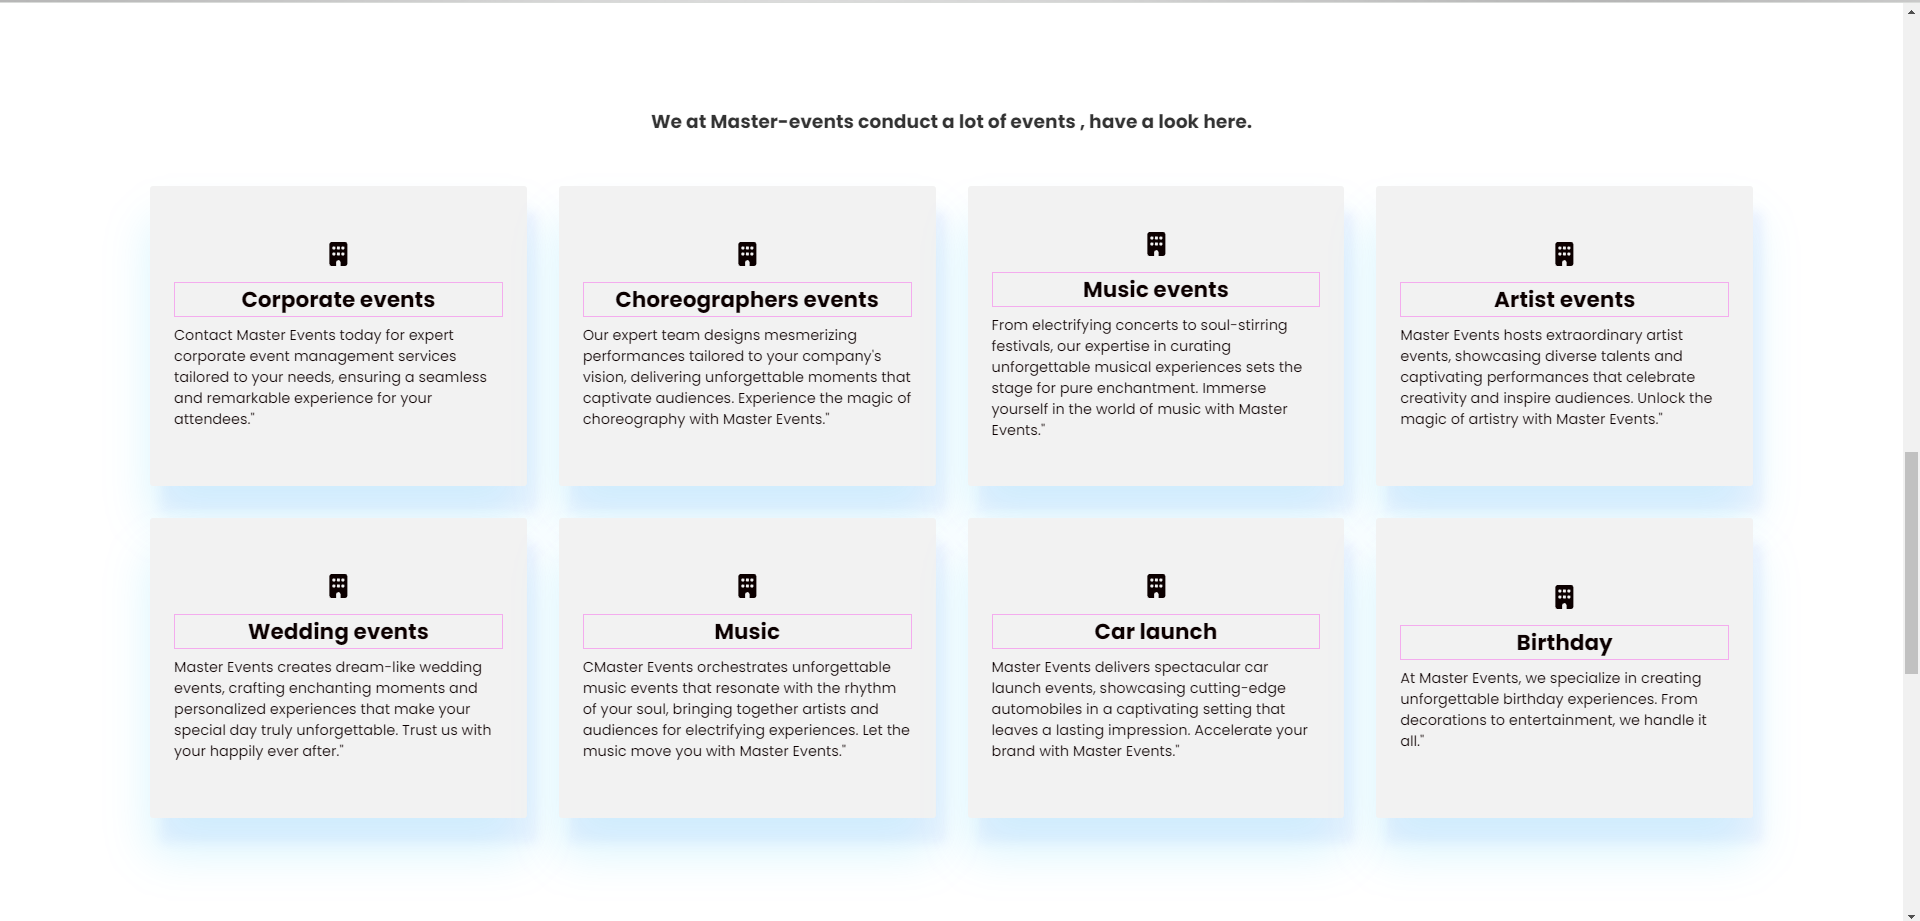 We at Master-events conduct a lot of events , have a look here.
Corporate events
Contact Master Events today for expert
corporate event management services
tailored to your needs, ensuring a seamless
and remarkable experience for your
attendees."
Choreographers events
Our expert team designs mesmerizing
performances tailored to your company's
vision, delivering unforgettable moments that
captivate audiences. Experience the magic of
choreography with Master Events."
Music events
From electrifying concerts to soul-stirring
festivals, our expertise in curating
unforgettable musical experiences sets the
stage for pure enchantment. Immerse
yourself in the world of music with Master
Events."
Artist events
Master Events hosts extraordinary artist
events, showcasing diverse talents and
captivating performances that celebrate
creativity and inspire audiences. Unlock the
magic of artistry with Master Events."
Wedding events
Master Events creates dream-like wedding
events, crafting enchanting moments and
personalized experiences that make your
special day truly unforgettable. Trust us with
your happily ever after."
Music
CMaster Events orchestrates unforgettable
music events that resonate with the rhythm
of your soul, bringing together artists and
audiences for electrifying experiences. Let the
music move you with Master Events."
Car launch
Master Events delivers spectacular car
launch events, showcasing cutting-edge
automobiles in a captivating setting that
leaves a lasting impression. Accelerate your
brand with Master Events."
Birthday
At Master Events, we specialize in creating
unforgettable birthday experiences. From
decorations to entertainment, we handle it
all."